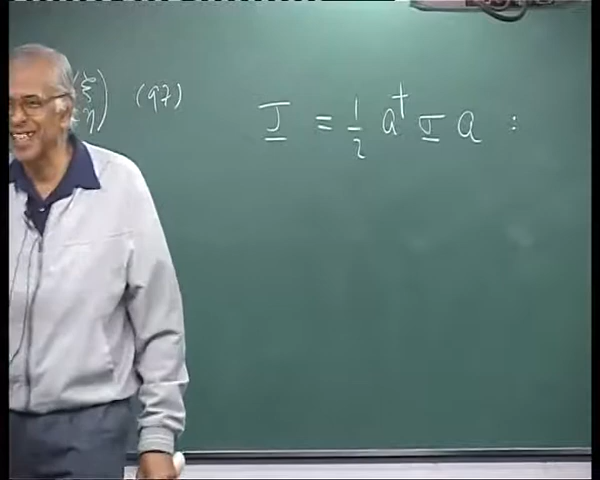 (ξ η) (97)
J = 1/2 a† σ a :